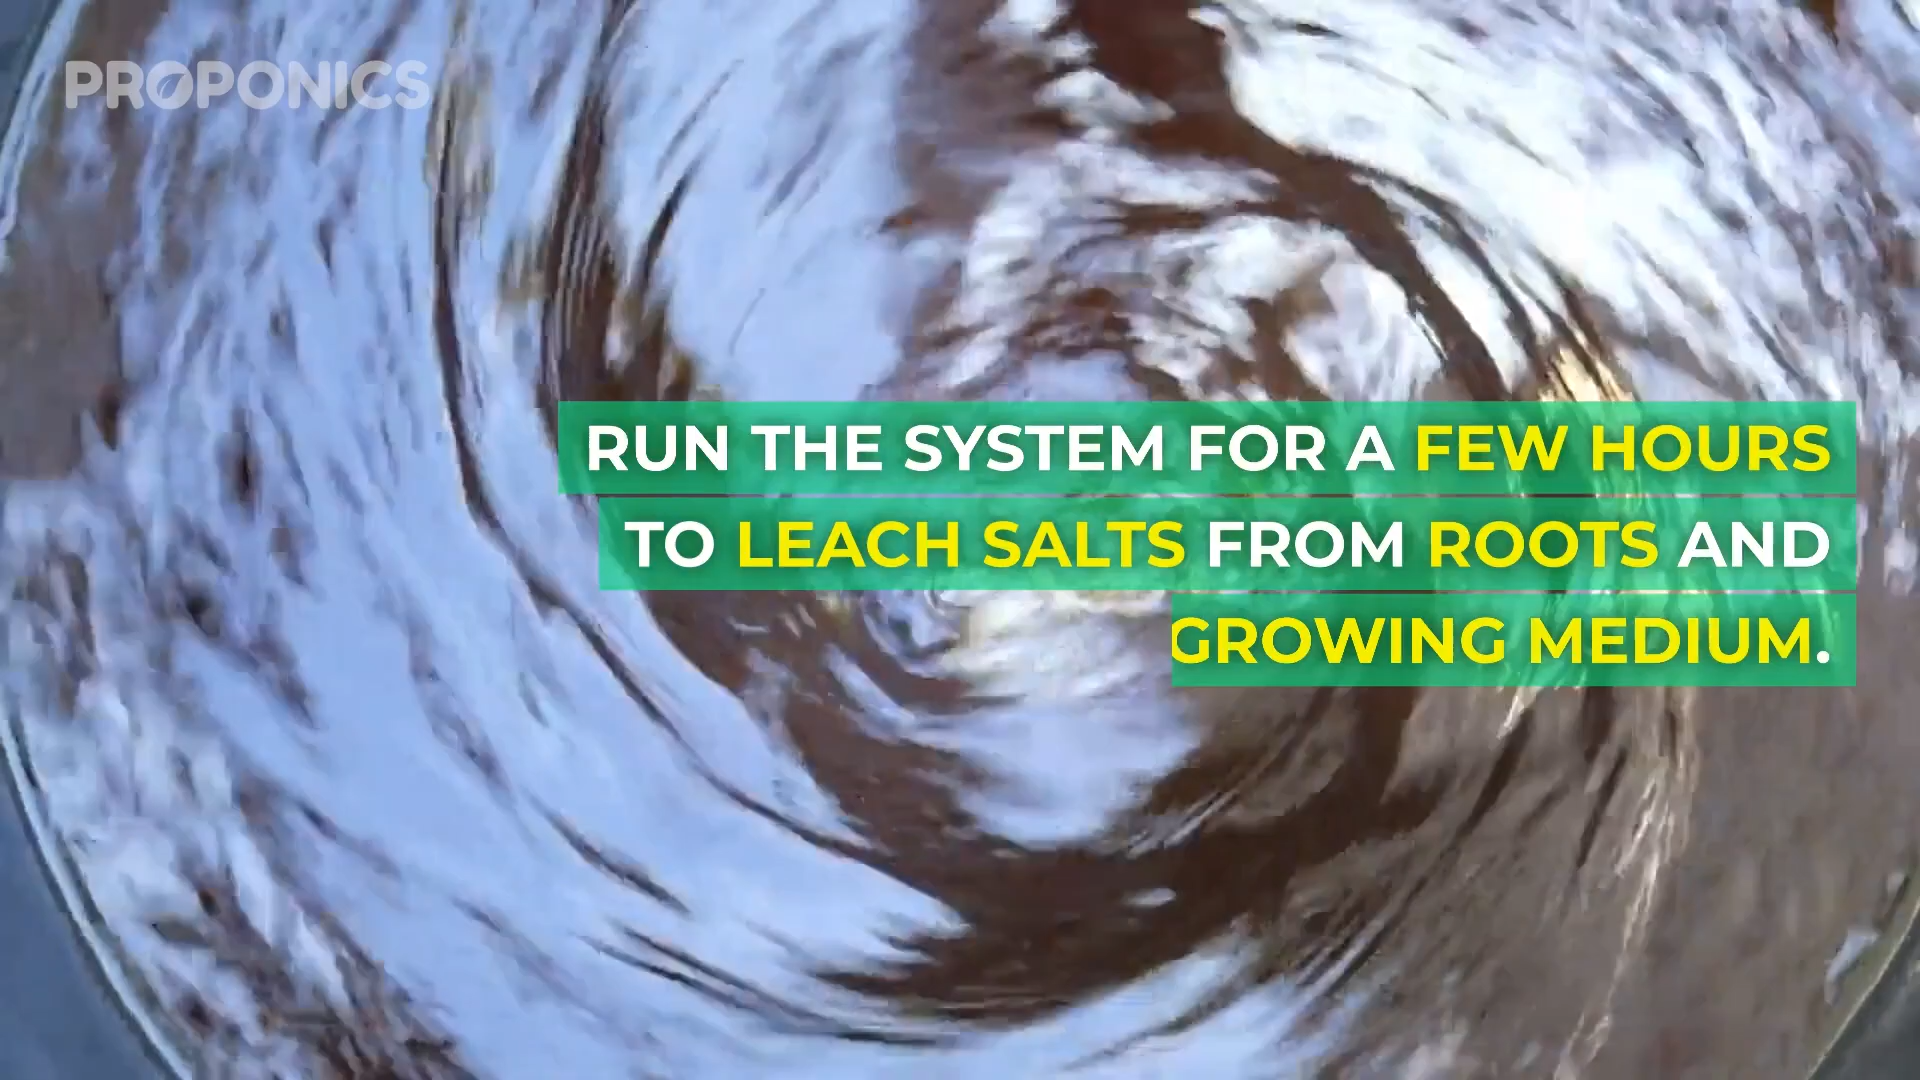 PROPONICS
RUN THE SYSTEM FOR A FEW HOURS
TO LEACH SALTS FROM ROOTS AND
GROWING MEDIUM.